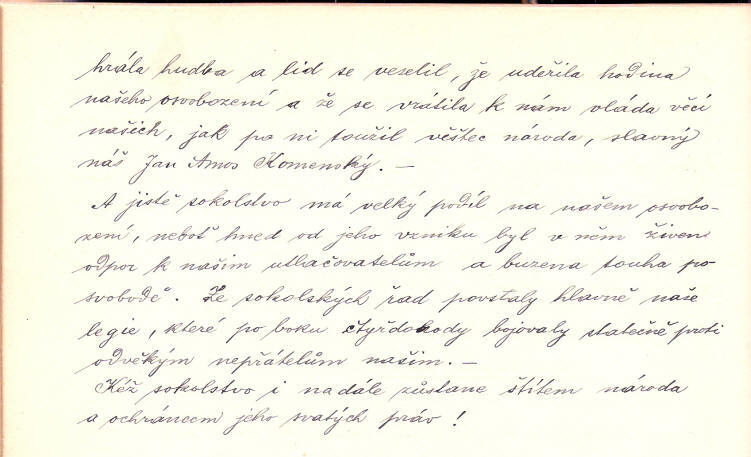 hrála hudba a lid se veselil, že udeřila hodina
našeho osvobození a že se vrátila k nám vláda věcí
našich, jak po ni toužil věštec národa, slavný
náš Jan Amos Komenský. —
A jistě sokolstvo má velký podíl na našem osvobo-
zení, neboť hned od jeho vzniku byl v něm živen
odpor k našim utlačovatelům a buzena touha po
svobodě. Ze sokolských řad povstaly hlavně naše
legie, které po boku čtyřdohody bojovaly statečně proti
odvěkým nepřátelům našim. —
Kéž sokolstvo i nadále zůstane štítem národa
a ochráncem jeho svatých práv!